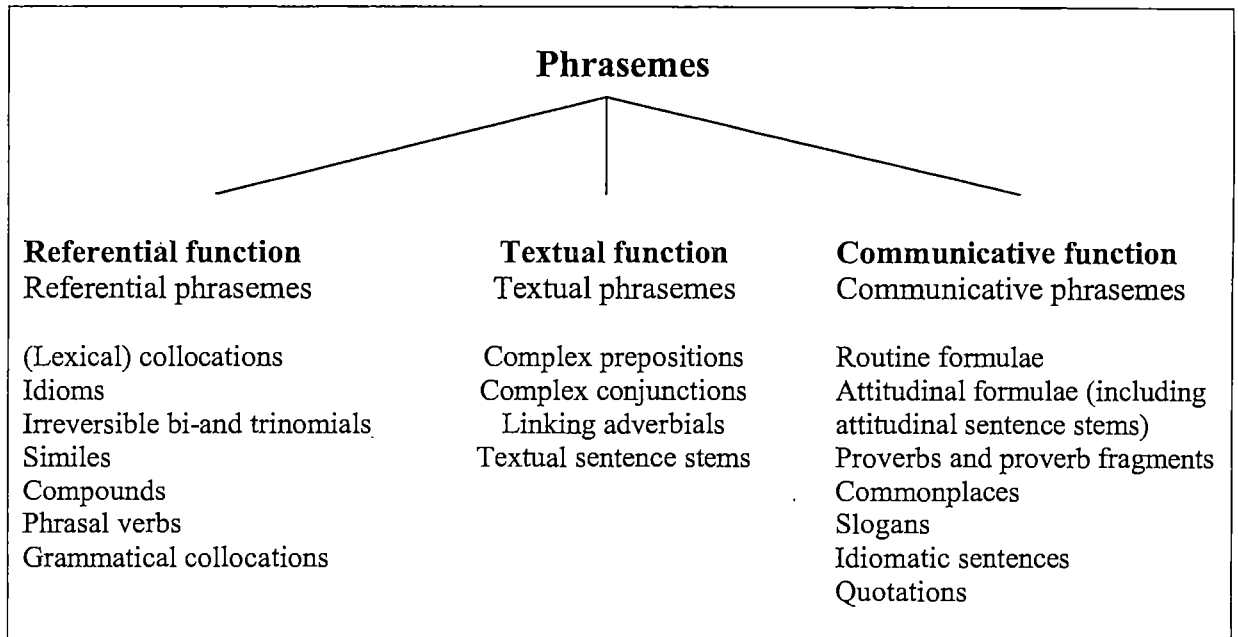 Phrasemes
Referential function
Referential phrasemes
(Lexical) collocations
Idioms
Irreversible bi-and trinomials
Similes
Compounds
Phrasal verbs
Grammatical collocations
Textual function
Textual phrasemes
Complex prepositions
Complex conjunctions
Linking adverbials
Textual sentence stems
Communicative function
Communicative phrasemes
Routine formulae
Attitudinal formulae (including
attitudinal sentence stems)
Proverbs and proverb fragments
Commonplaces
Slogans
Idiomatic sentences
Quotations